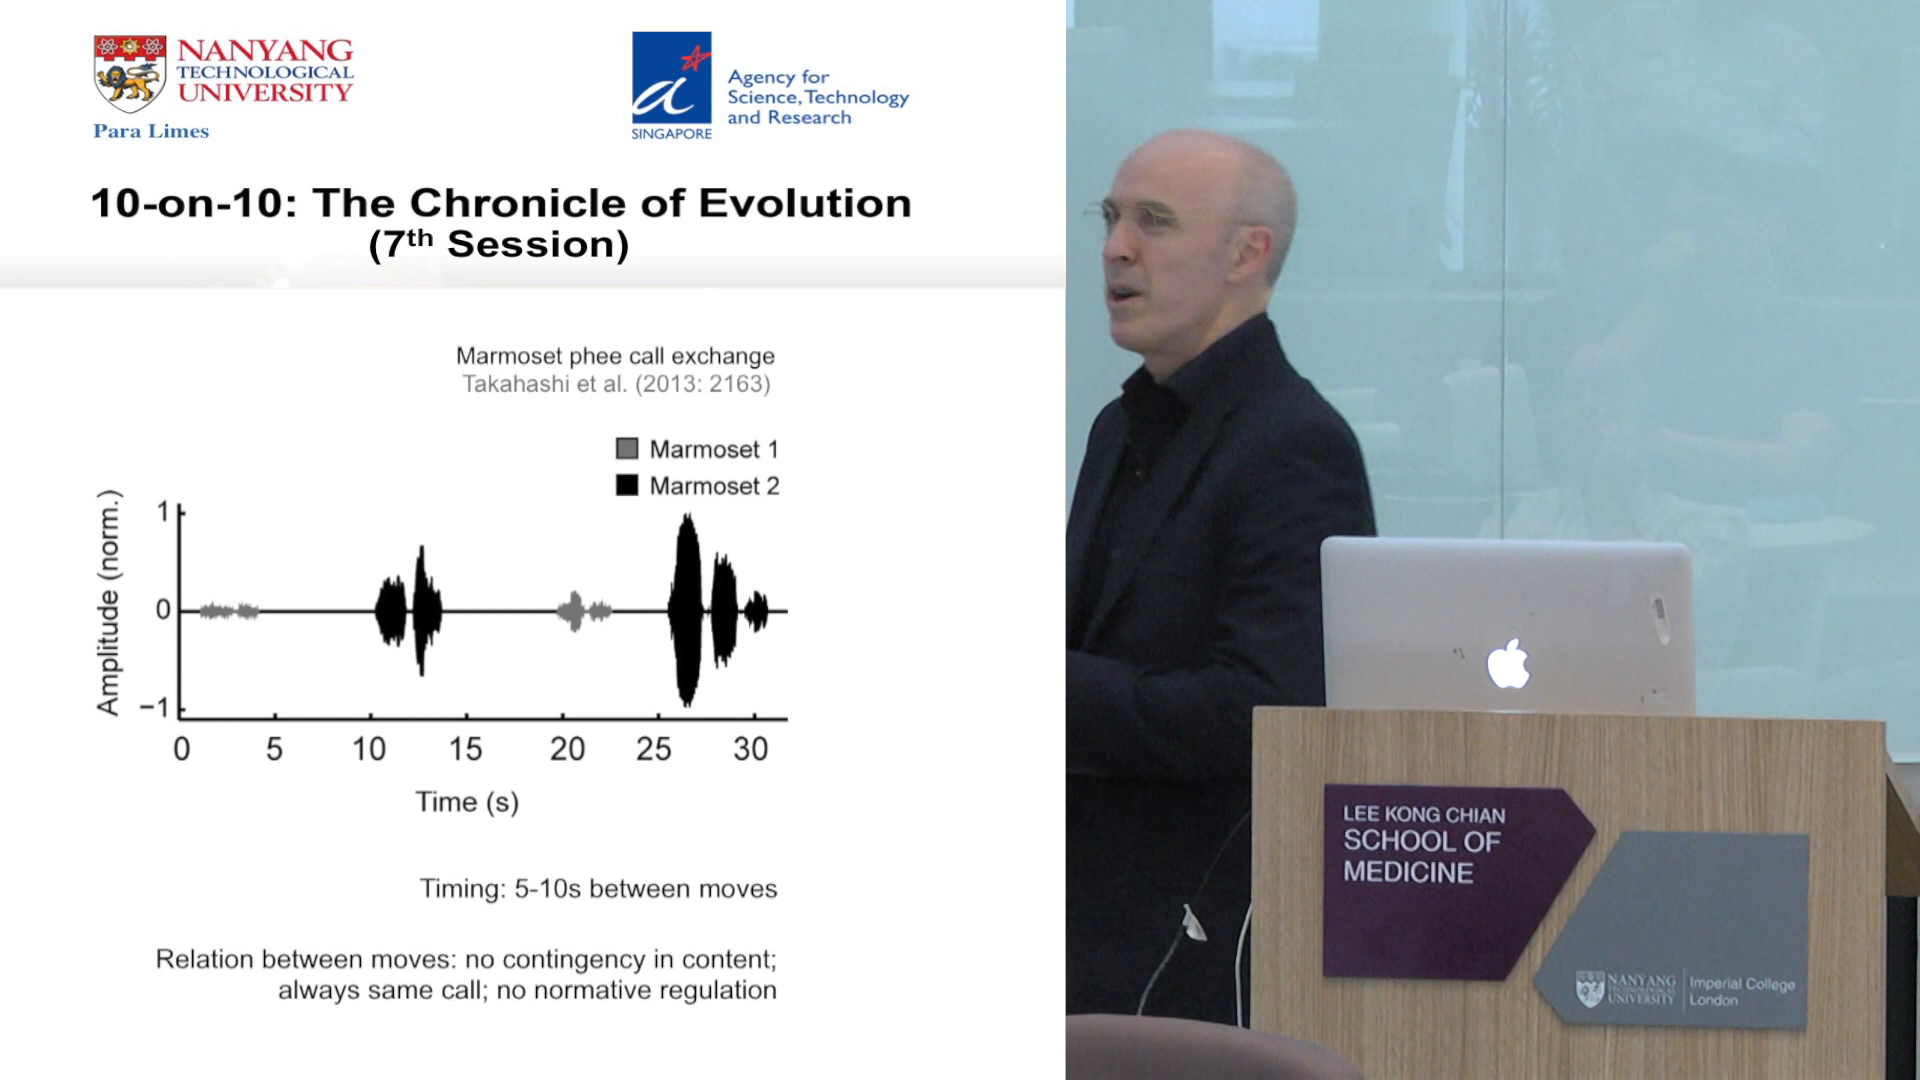 NANYANG
TECHNOLOGICAL
UNIVERSITY
Para Limes
SINGAPORE
Agency for
Science, Technology
and Research
10-on-10: The Chronicle of Evolution
(7th Session)
Marmoset phee call exchange
Takahashi et al. (2013: 2163)
Marmoset 1
Marmoset 2
Amplitude (norm.)
1
0
−1
0 5 10 15 20 25 30
Time (s)
Timing: 5-10s between moves
Relation between moves: no contingency in content;
always same call; no normative regulation
LEE KONG CHIAN
SCHOOL OF
MEDICINE
NANYANG
TECHNOLOGICAL
UNIVERSITY
Imperial College
London